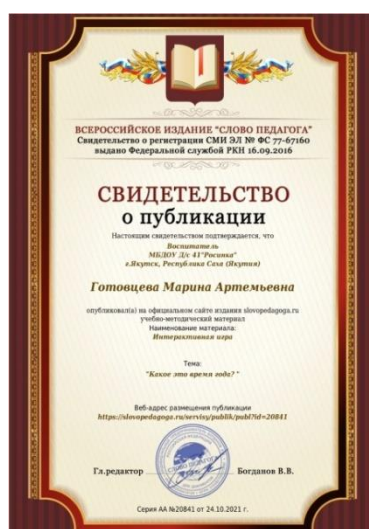 ВСЕРОССИЙСКОЕ ИЗДАНИЕ "СЛОВО ПЕДАГОГА"
Свидетельство о регистрации СМИ ЭЛ № ФС 77-67160
выдано Федеральной службой РКН 16.09.2016
СВИДЕТЕЛЬСТВО
о публикации
Настоящим свидетельством подтверждается, что
Воспитатель
МБДОУ Д/с 41"Росинка"
г.Якутск, Республика Саха (Якутия)
Готовцева Марина Артемьевна
опубликовал(а) на официальном сайте издания slovopedagoga.ru
учебно-методический материал
Наименование материала:
Интерактивная игра
Тема:
"Какое это время года? "
Веб-адрес размещения публикации
https://slovopedagoga.ru/servisy/publik/publ?id=20841
СЛОВО ПЕДАГОГА
Гл.редактор Богданов В.В.
Серия АА №20841 от 24.10.2021 г.